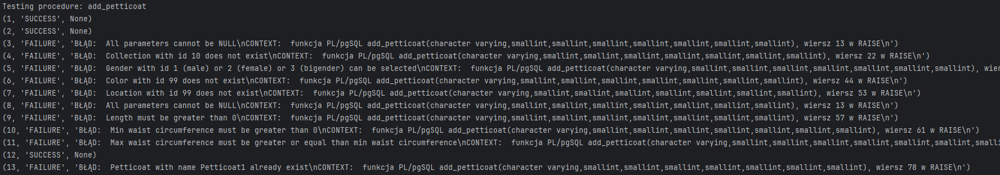 Testing procedure: add_petticoat
(1, 'SUCCESS', None)
(2, 'SUCCESS', None)
(3, 'FAILURE', 'BŁĄD:  All parameters cannot be NULL\nCONTEXT:  funkcja PL/pgSQL add_petticoat(character varying,smallint,smallint,smallint,smallint,smallint,smallint,smallint), wiersz 13 w RAISE\n')
(4, 'FAILURE', 'BŁĄD:  Collection with id 10 does not exist\nCONTEXT:  funkcja PL/pgSQL add_petticoat(character varying,smallint,smallint,smallint,smallint,smallint,smallint,smallint), wiersz 22 w RAISE\n')
(5, 'FAILURE', 'BŁĄD:  Gender with id 1 (male) or 2 (female) or 3 (bigender) can be selected\nCONTEXT:  funkcja PL/pgSQL add_petticoat(character varying,smallint,smallint,smallint,smallint,smallint,smallint,smallint), wier
(6, 'FAILURE', 'BŁĄD:  Color with id 99 does not exist\nCONTEXT:  funkcja PL/pgSQL add_petticoat(character varying,smallint,smallint,smallint,smallint,smallint,smallint,smallint), wiersz 44 w RAISE\n')
(7, 'FAILURE', 'BŁĄD:  Location with id 99 does not exist\nCONTEXT:  funkcja PL/pgSQL add_petticoat(character varying,smallint,smallint,smallint,smallint,smallint,smallint,smallint), wiersz 53 w RAISE\n')
(8, 'FAILURE', 'BŁĄD:  All parameters cannot be NULL\nCONTEXT:  funkcja PL/pgSQL add_petticoat(character varying,smallint,smallint,smallint,smallint,smallint,smallint,smallint), wiersz 13 w RAISE\n')
(9, 'FAILURE', 'BŁĄD:  Length must be greater than 0\nCONTEXT:  funkcja PL/pgSQL add_petticoat(character varying,smallint,smallint,smallint,smallint,smallint,smallint,smallint), wiersz 57 w RAISE\n')
(10, 'FAILURE', 'BŁĄD:  Min waist circumference must be greater than 0\nCONTEXT:  funkcja PL/pgSQL add_petticoat(character varying,smallint,smallint,smallint,smallint,smallint,smallint,smallint), wiersz 61 w RAISE\n')
(11, 'FAILURE', 'BŁĄD:  Max waist circumference must be greater or equal than min waist circumference\nCONTEXT:  funkcja PL/pgSQL add_petticoat(character varying,smallint,smallint,smallint,smallint,smallint,smallint,smalli
(12, 'SUCCESS', None)
(13, 'FAILURE', 'BŁĄD:  Petticoat with name Petticoat1 already exist\nCONTEXT:  funkcja PL/pgSQL add_petticoat(character varying,smallint,smallint,smallint,smallint,smallint,smallint,smallint), wiersz 78 w RAISE\n')